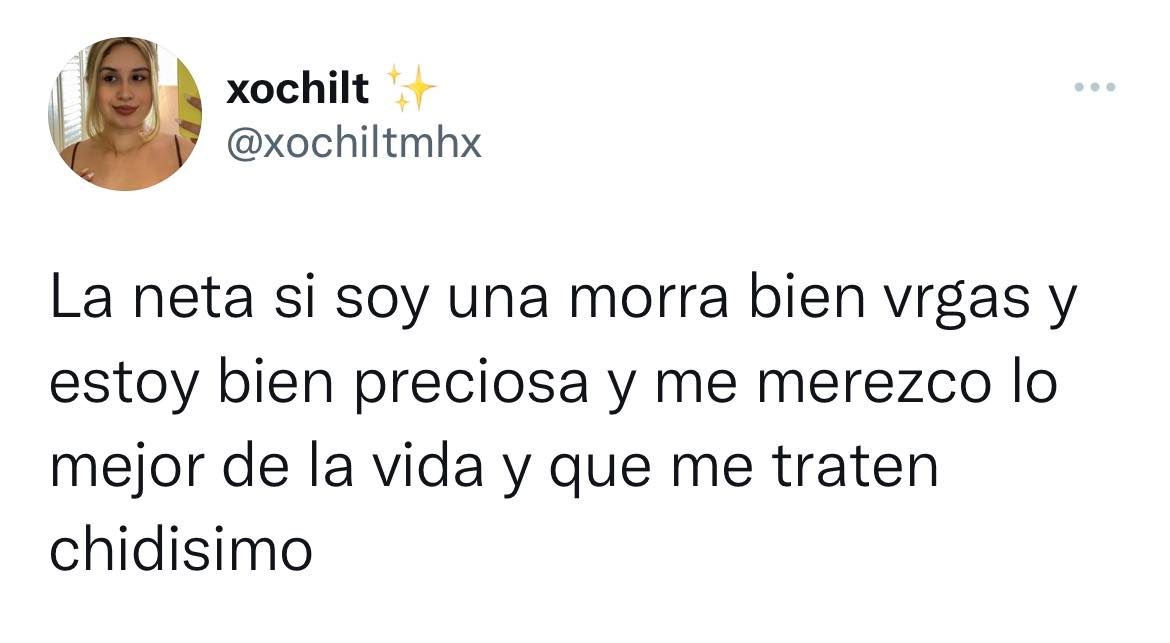 xochilt ✨
@xochiltmhx
La neta si soy una morra bien vrgas y
estoy bien preciosa y me merezco lo
mejor de la vida y que me traten
chidisimo